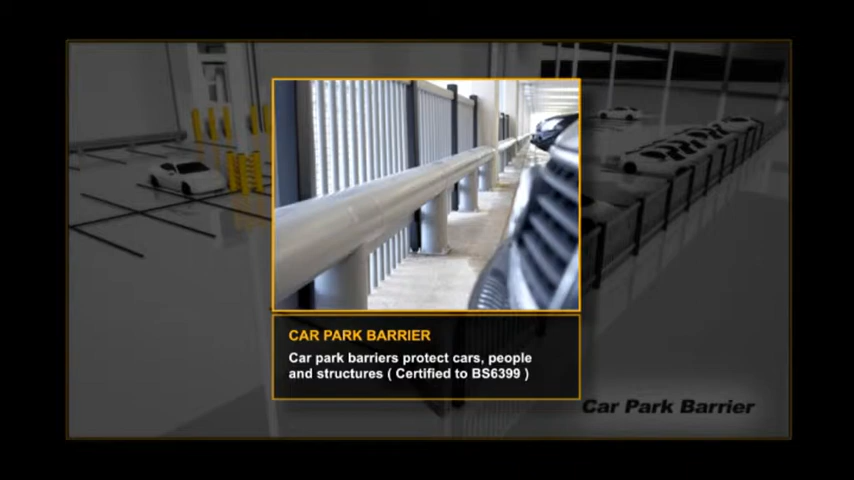 CAR PARK BARRIER
Car park barriers protect cars, people
and structures ( Certified to BS6399 )
Car Park Barrier